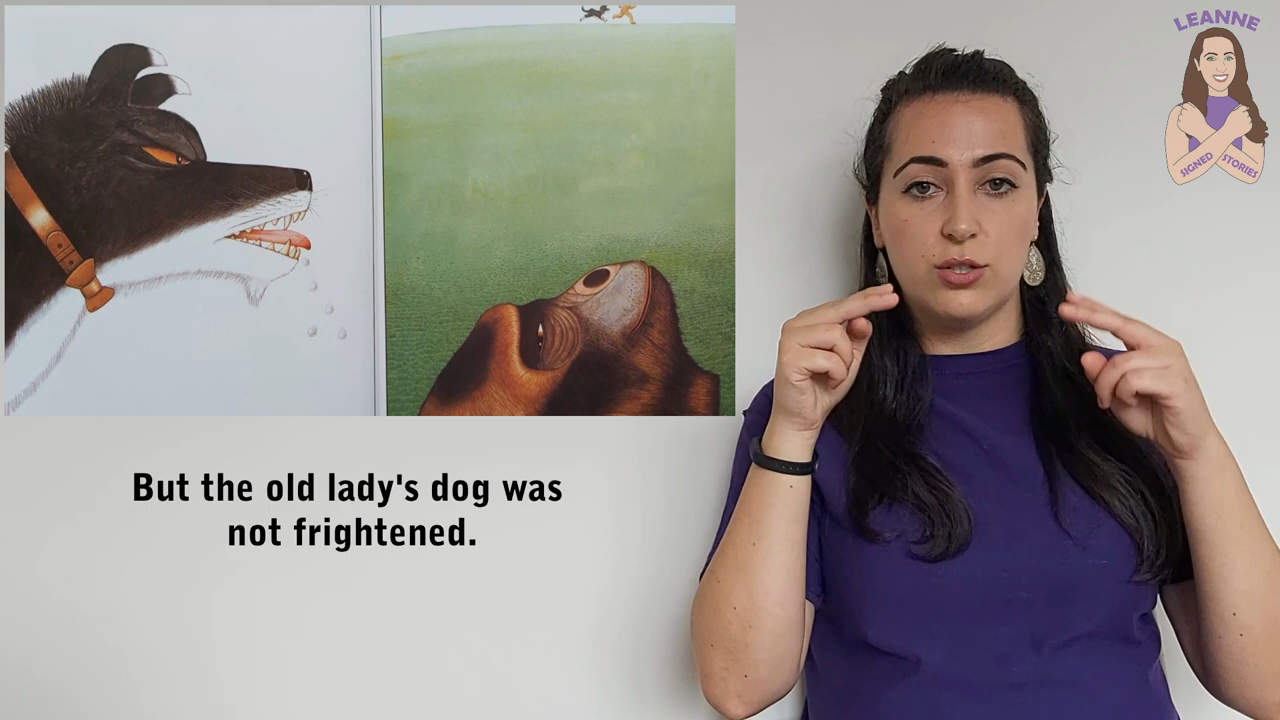 LEANNE
SIGNED STORIES
But the old lady's dog was
not frightened.